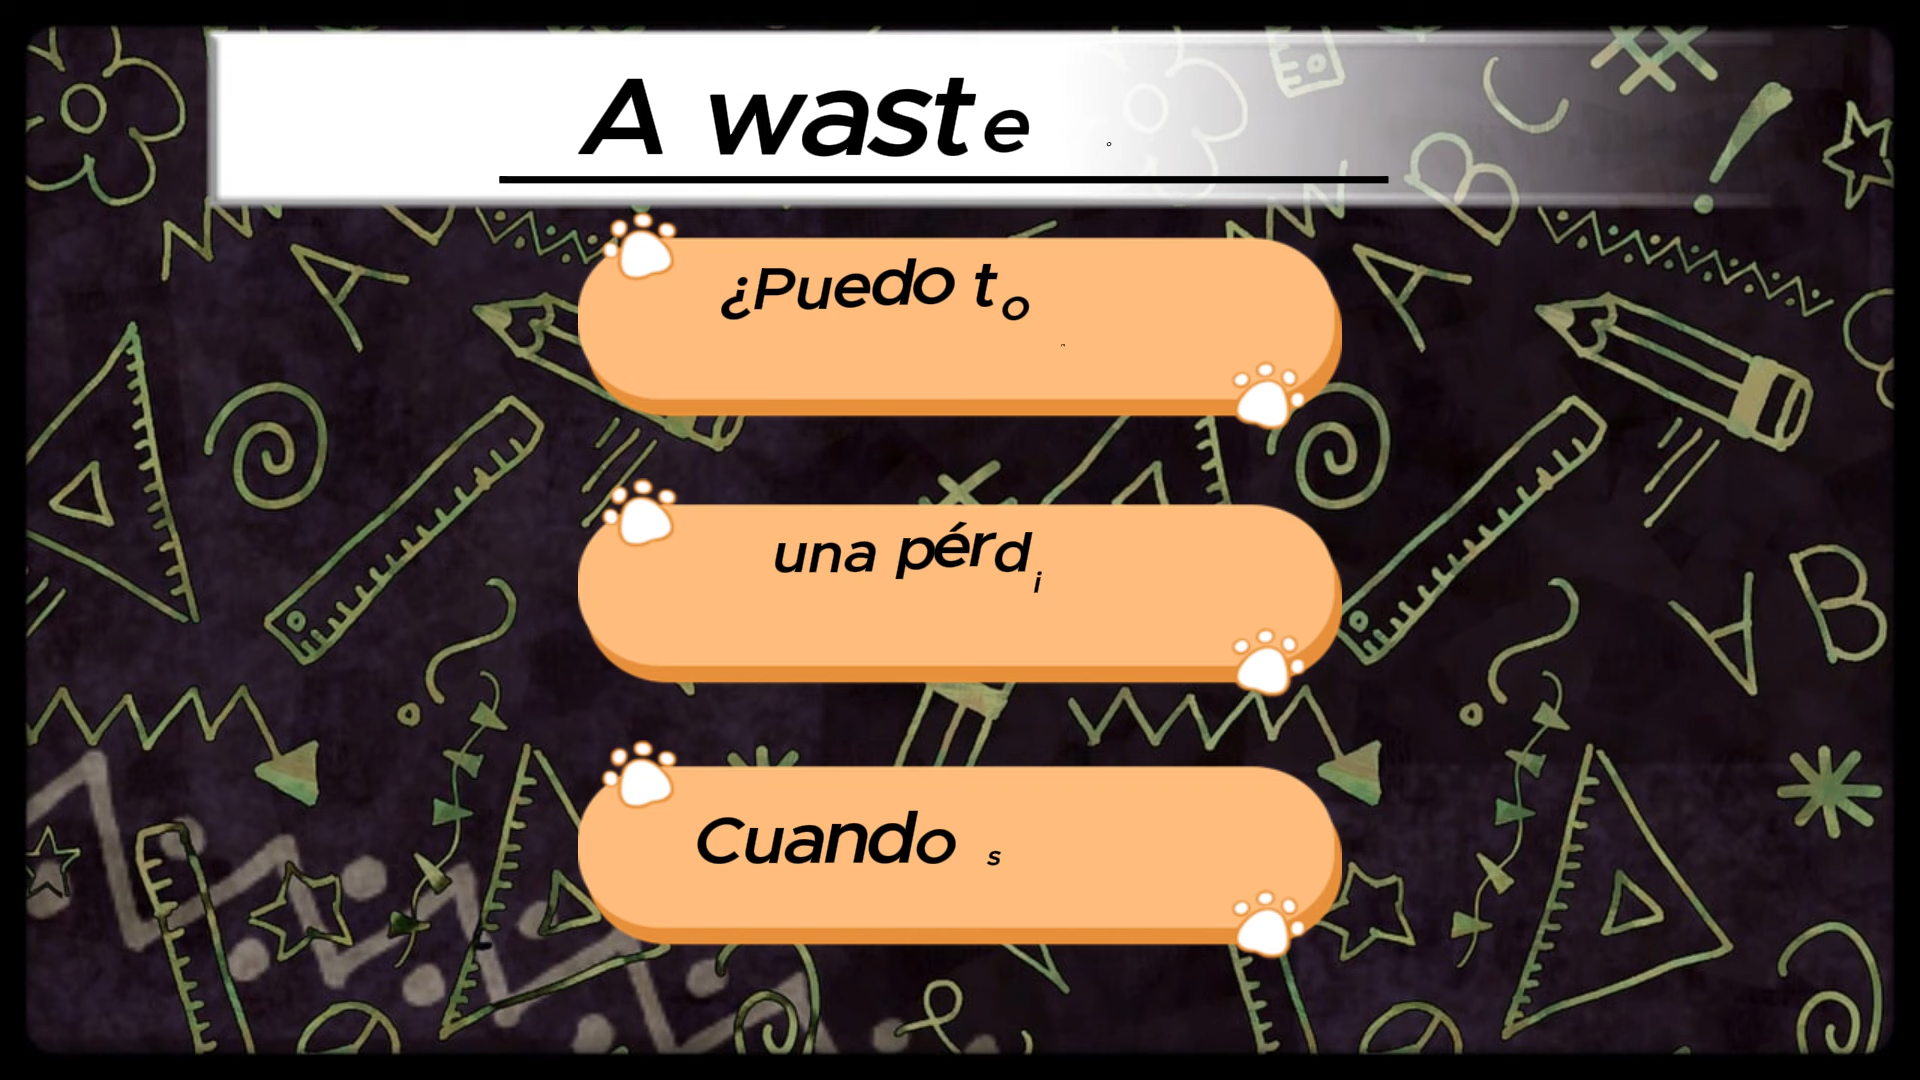 A waste
¿Puedo to
una pérdi
Cuando s